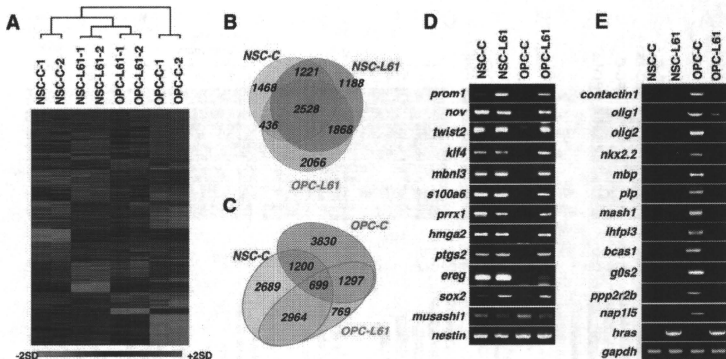 A
NSC-C-1
NSC-C-2
NSC-L61-1
NSC-L61-2
OPC-L61-1
OPC-L61-2
OPC-C-1
OPC-C-2
-2SD
+2SD
B
NSC-C
NSC-L61
OPC-L61
1221
1468
1188
2528
436
1868
2066
C
OPC-C
NSC-C
OPC-L61
3830
1200
2689
699
1297
2964
769
D
NSC-C
NSC-L61
OPC-C
OPC-L61
prom1
nov
twist2
klf4
mbnl3
s100a6
prrx1
hmga2
ptgs2
ereg
sox2
musashi1
nestin
E
NSC-C
NSC-L61
OPC-C
OPC-L61
contactin1
olig1
olig2
nkx2.2
mbp
plp
mash1
lhfpl3
bcas1
g0s2
ppp2r2b
nap1l5
hras
gapdh